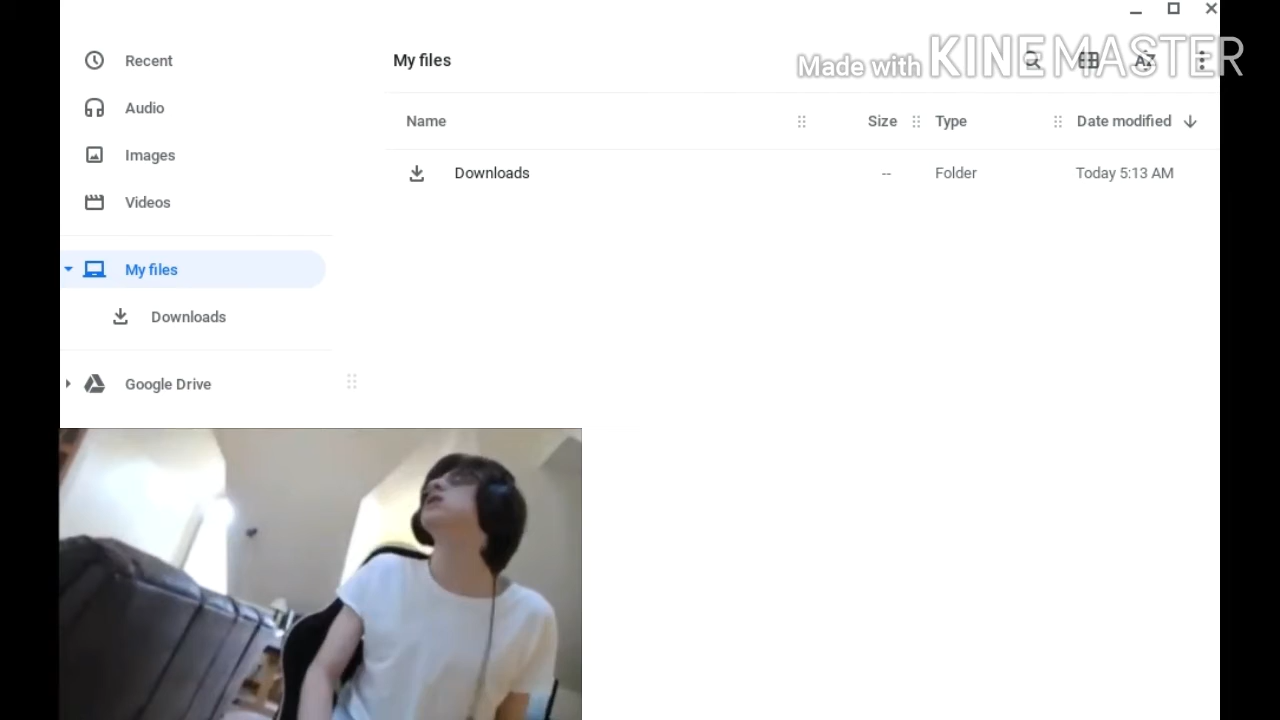 Recent
Audio
Images
Videos
My files
Downloads
Google Drive
My files
Made with KINEMASTER
AZ
Name Size Type Date modified
Downloads -- Folder Today 5:13 AM